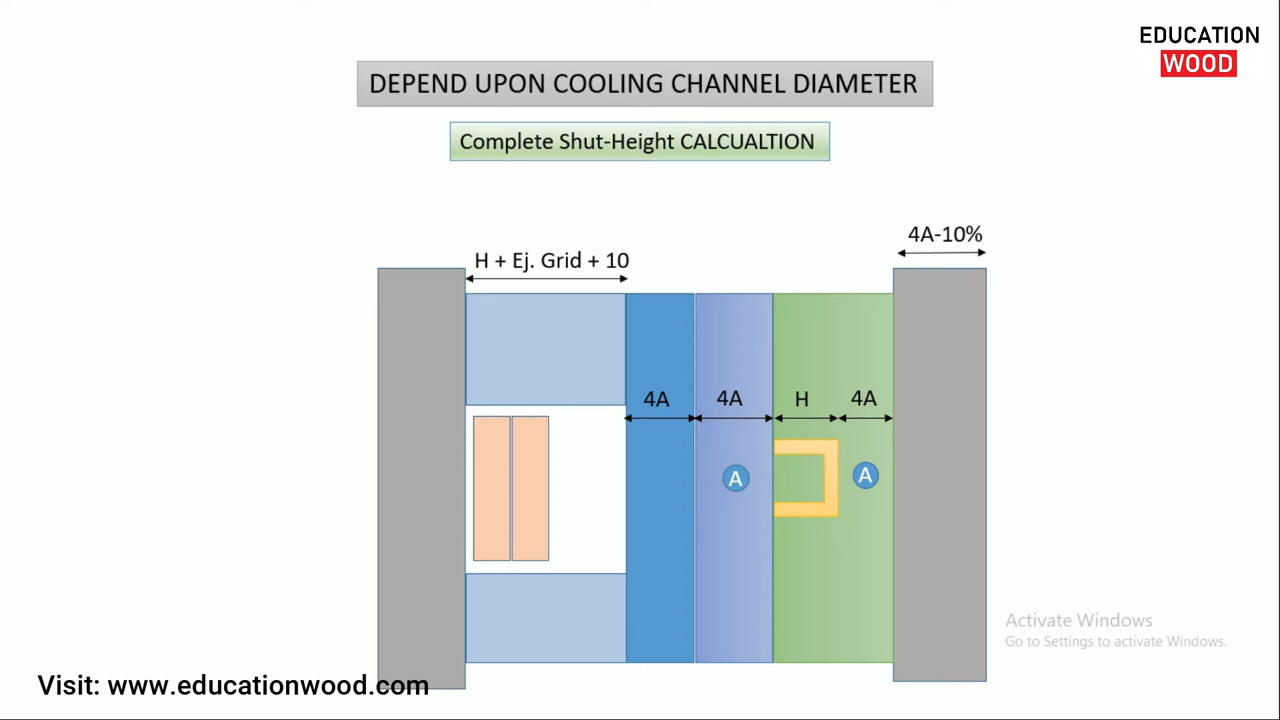 EDUCATION
WOOD
DEPEND UPON COOLING CHANNEL DIAMETER
Complete Shut-Height CALCUALTION
4A-10%
H + Ej. Grid + 10
4A
4A
H
4A
A
A
Activate Windows
Go to Settings to activate Windows.
Visit: www.educationwood.com